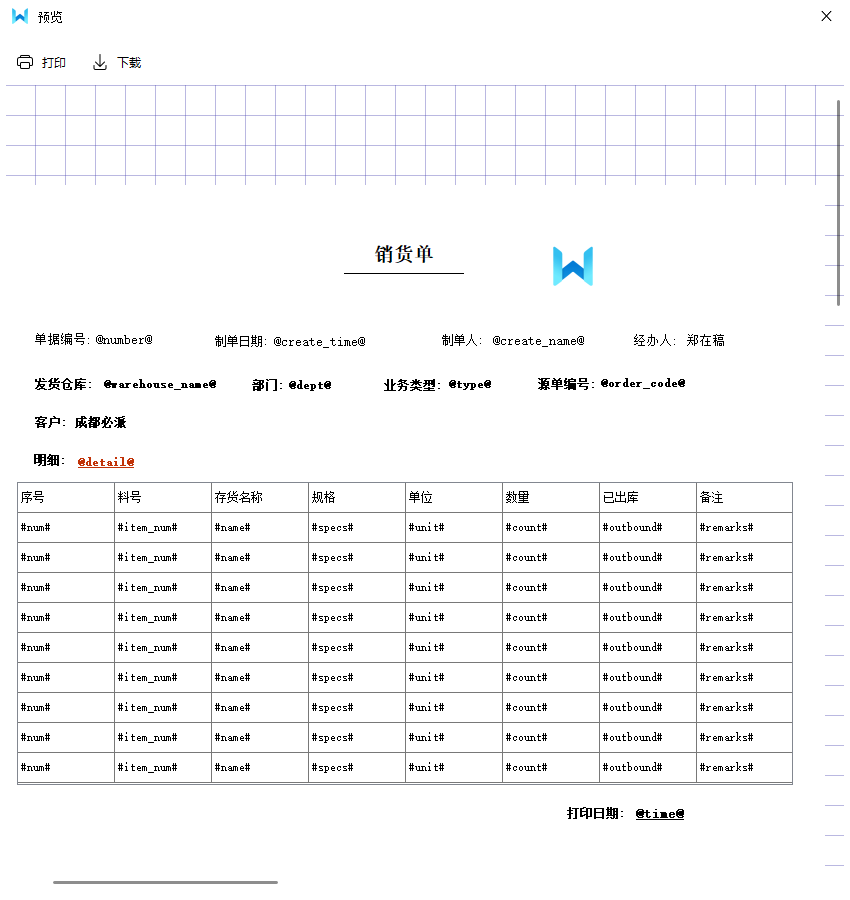 预览
打印 下载
销货单
单据编号: @number@ 制单日期: @create_time@ 制单人: @create_name@ 经办人: 郑在稿
发货仓库: @warehouse_name@ 部门: @dept@ 业务类型: @type@ 源单编号: @order_code@
客户: 成都必派
明细: @detail@
序号 料号 存货名称 规格 单位 数量 已出库 备注
#num# #item_num# #name# #specs# #unit# #count# #outbound# #remarks#
#num# #item_num# #name# #specs# #unit# #count# #outbound# #remarks#
#num# #item_num# #name# #specs# #unit# #count# #outbound# #remarks#
#num# #item_num# #name# #specs# #unit# #count# #outbound# #remarks#
#num# #item_num# #name# #specs# #unit# #count# #outbound# #remarks#
#num# #item_num# #name# #specs# #unit# #count# #outbound# #remarks#
#num# #item_num# #name# #specs# #unit# #count# #outbound# #remarks#
#num# #item_num# #name# #specs# #unit# #count# #outbound# #remarks#
#num# #item_num# #name# #specs# #unit# #count# #outbound# #remarks#
打印日期: @time@